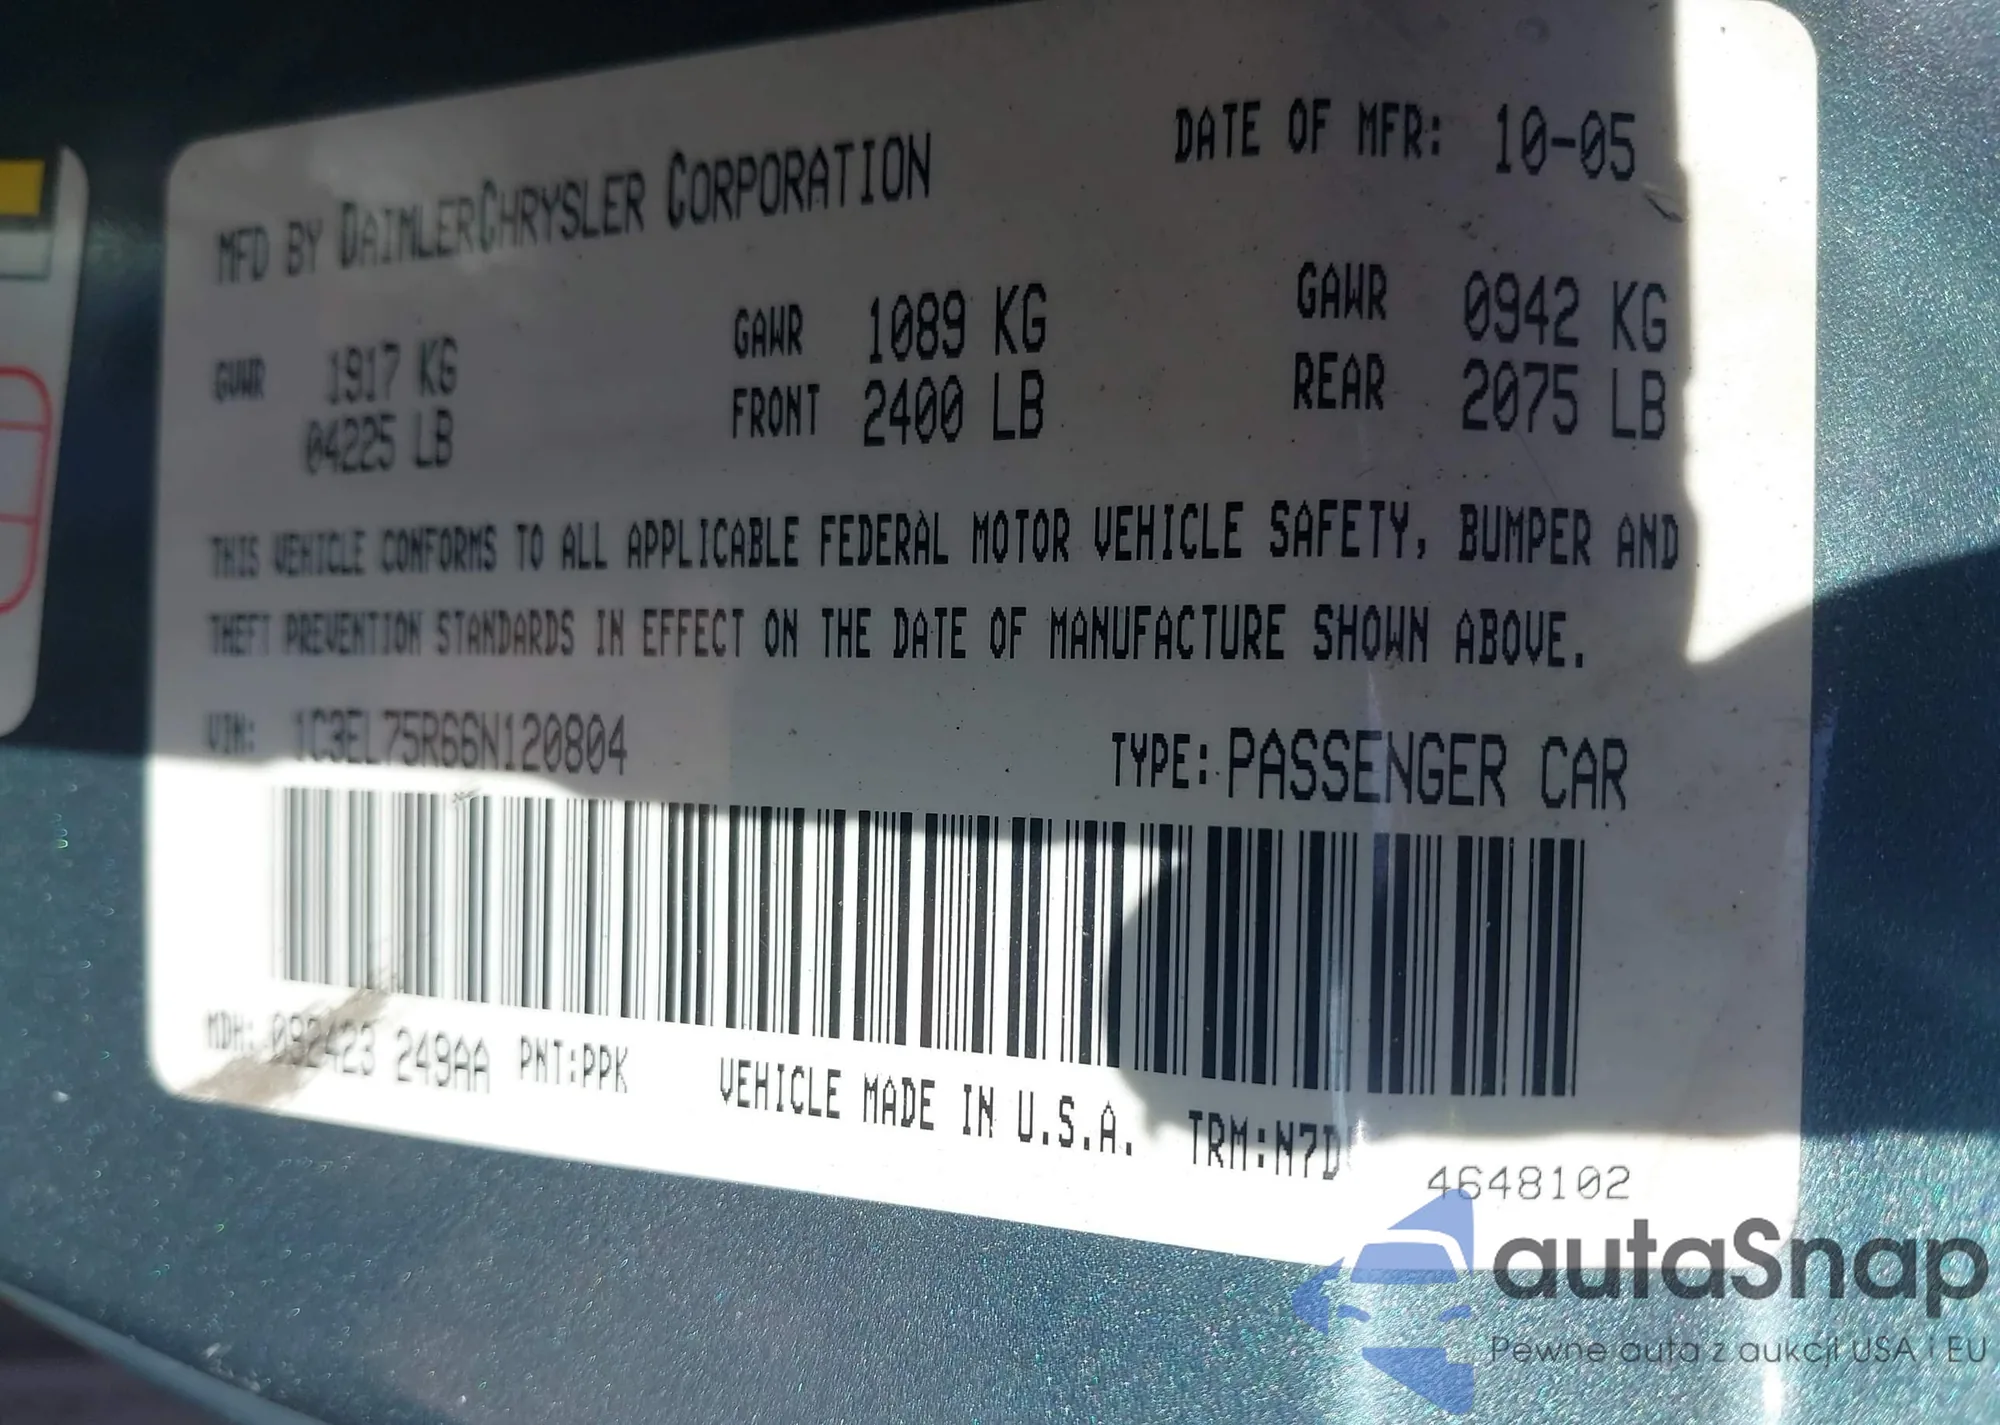 MFD BY DAIMLERCHRYSLER CORPORATION
DATE OF MFR: 10-05
GVWR 1917 KG
04225 LB
GAWR 1089 KG
FRONT 2400 LB
GAWR 0942 KG
REAR 2075 LB
THIS VEHICLE CONFORMS TO ALL APPLICABLE FEDERAL MOTOR VEHICLE SAFETY, BUMPER AND
THEFT PREVENTION STANDARDS IN EFFECT ON THE DATE OF MANUFACTURE SHOWN ABOVE.
VIN: 1C3EL75R66N120804
TYPE: PASSENGER CAR
MDH: 092423 249AA PNT:PPK
VEHICLE MADE IN U.S.A.
TRM:N7D
4648102
autaSnap
Pewne auta z aukcji USA i EU